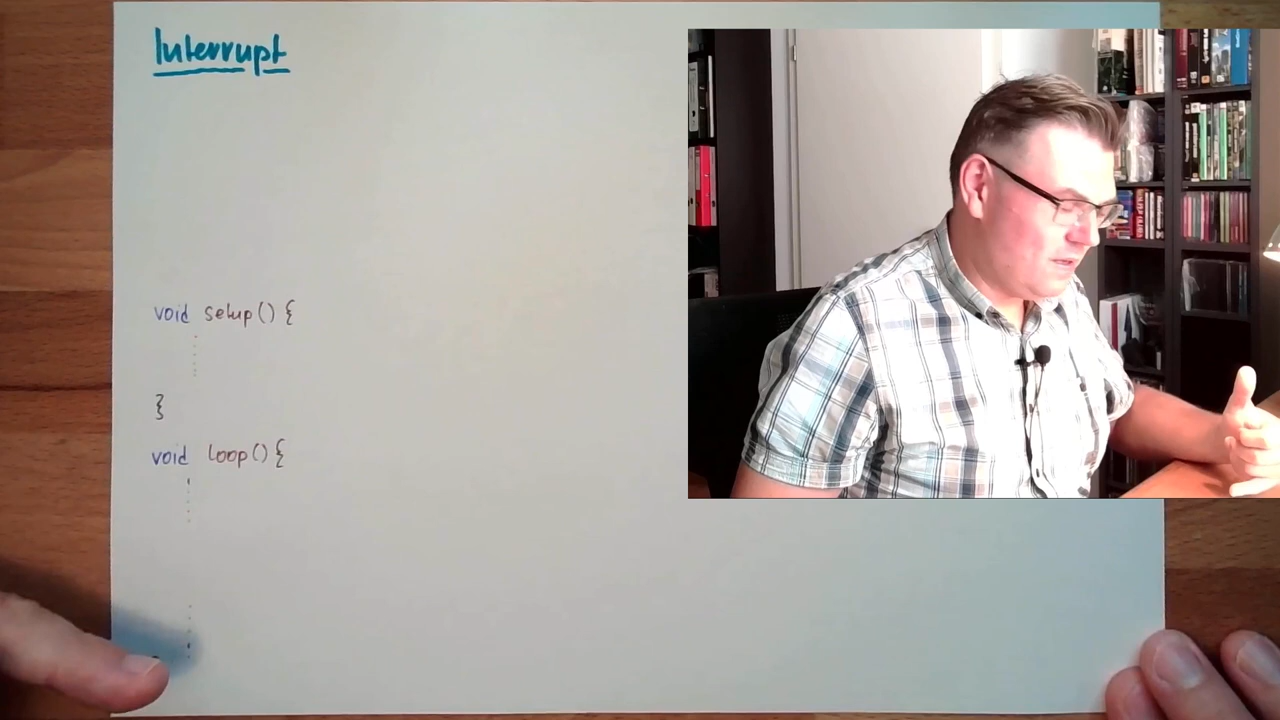 Interrupt
void setup() {
}
void loop() {